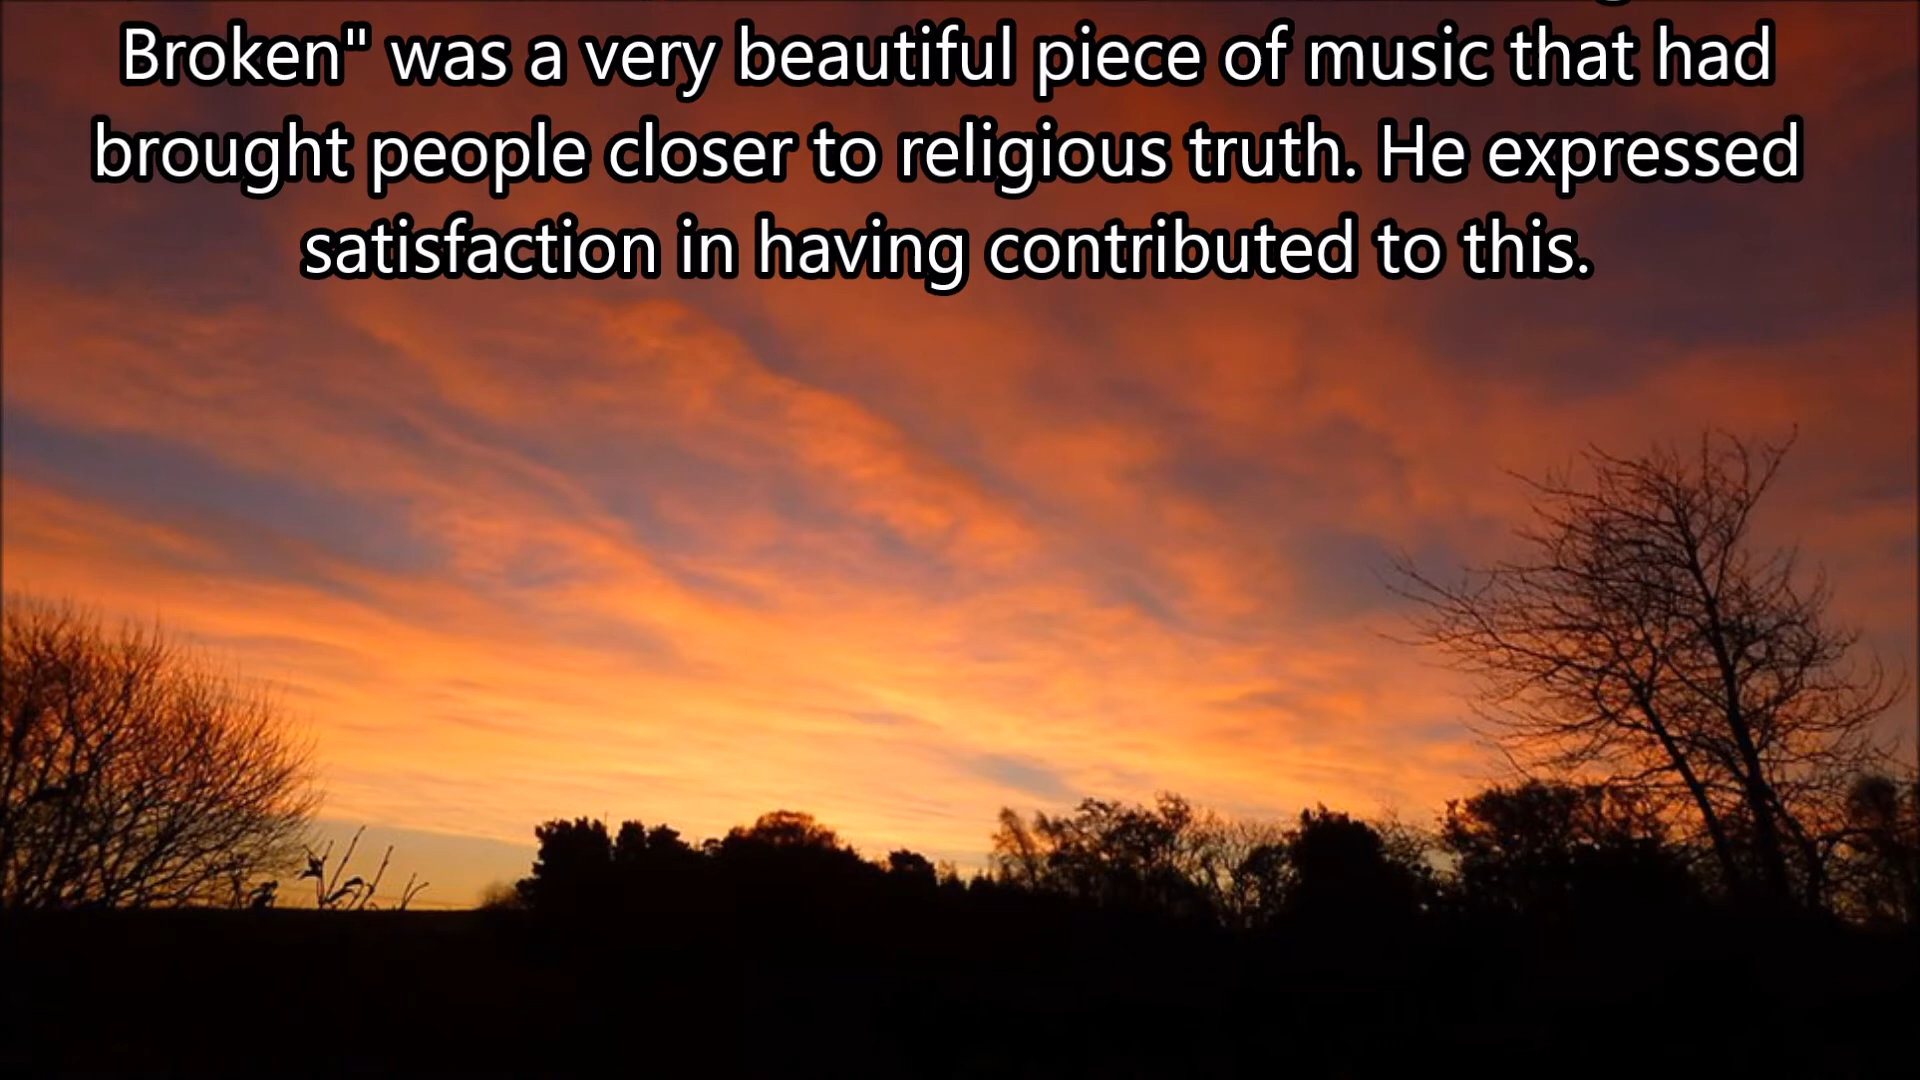 Broken" was a very beautiful piece of music that had
brought people closer to religious truth. He expressed
satisfaction in having contributed to this.